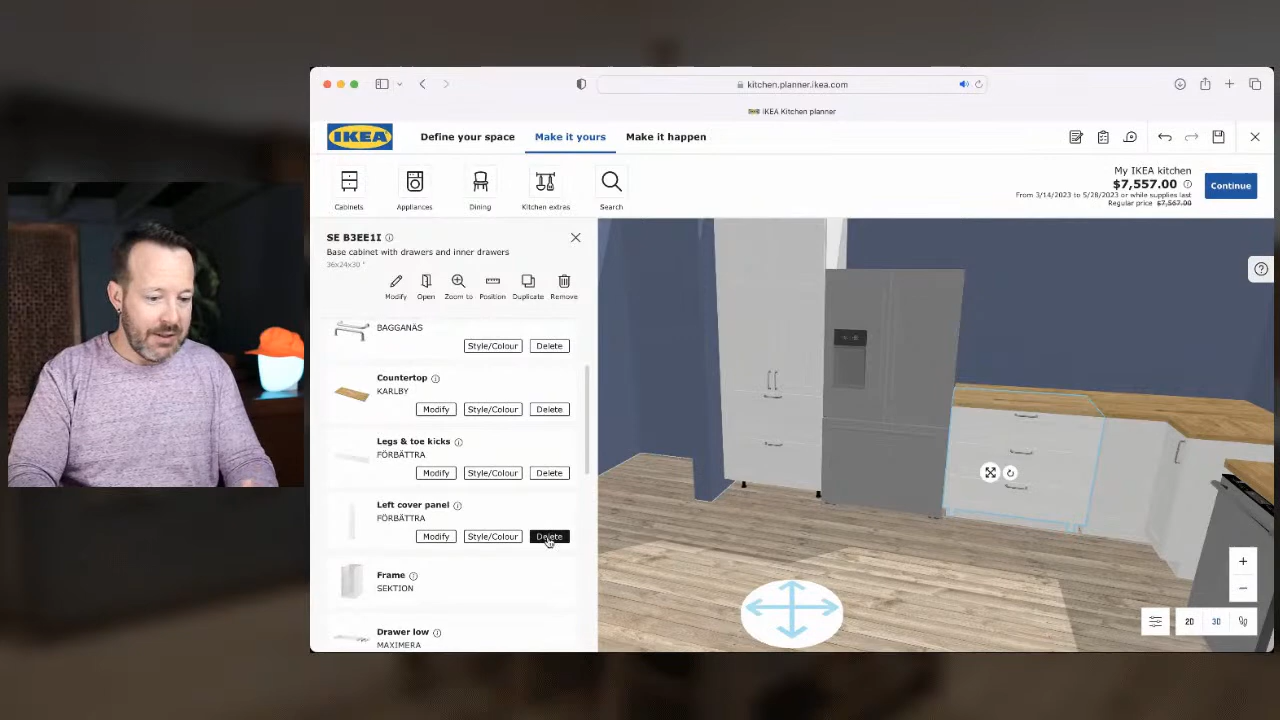 kitchen.planner.ikea.com
IKEA Kitchen planner
IKEA
Define your space
Make it yours
Make it happen
Cabinets
Appliances
Dining
Kitchen extras
Search
My IKEA kitchen
$7,557.00
From 3/14/2023 to 5/28/2023 or while supplies last
Regular price $7,567.00
Continue
SE B3EE1I
Base cabinet with drawers and inner drawers
36x24x30 "
Modify
Open
Zoom to
Position
Duplicate
Remove
BAGGANÄS
Style/Colour
Delete
Countertop
KARLBY
Modify
Style/Colour
Delete
Legs & toe kicks
FÖRBÄTTRA
Modify
Style/Colour
Delete
Left cover panel
FÖRBÄTTRA
Modify
Style/Colour
Delete
Frame
SEKTION
Drawer low
MAXIMERA
2D
3D